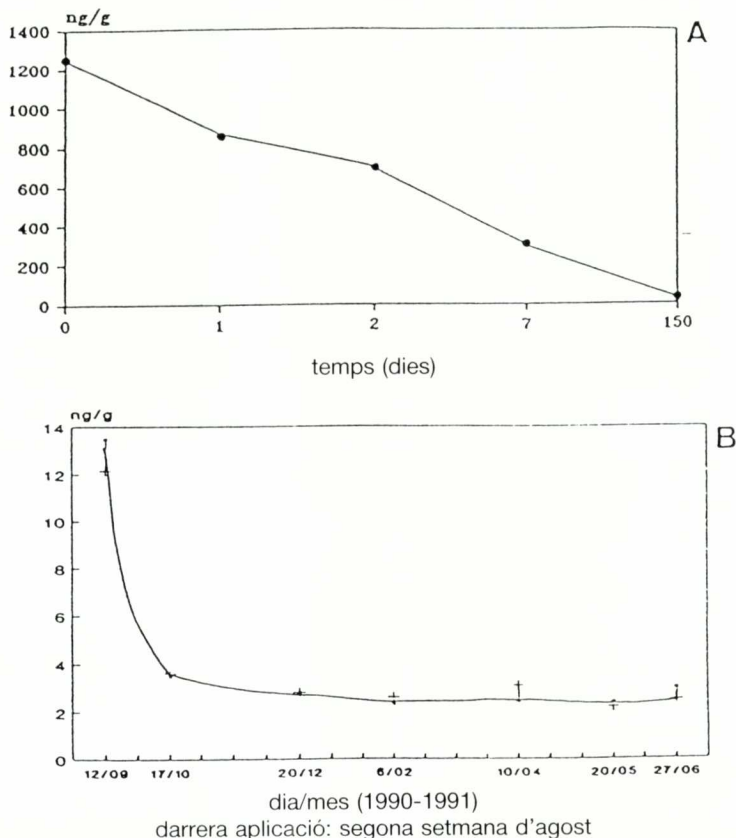 ng/g
A
1400
1200
1000
800
600
400
200
0
0 1 2 7 150
temps (dies)
ng/g
B
14
12
10
8
6
4
2
0
12/09 17/10 20/12 6/02 10/04 20/05 27/06
dia/mes (1990-1991)
darrera aplicació: segona setmana d'agost